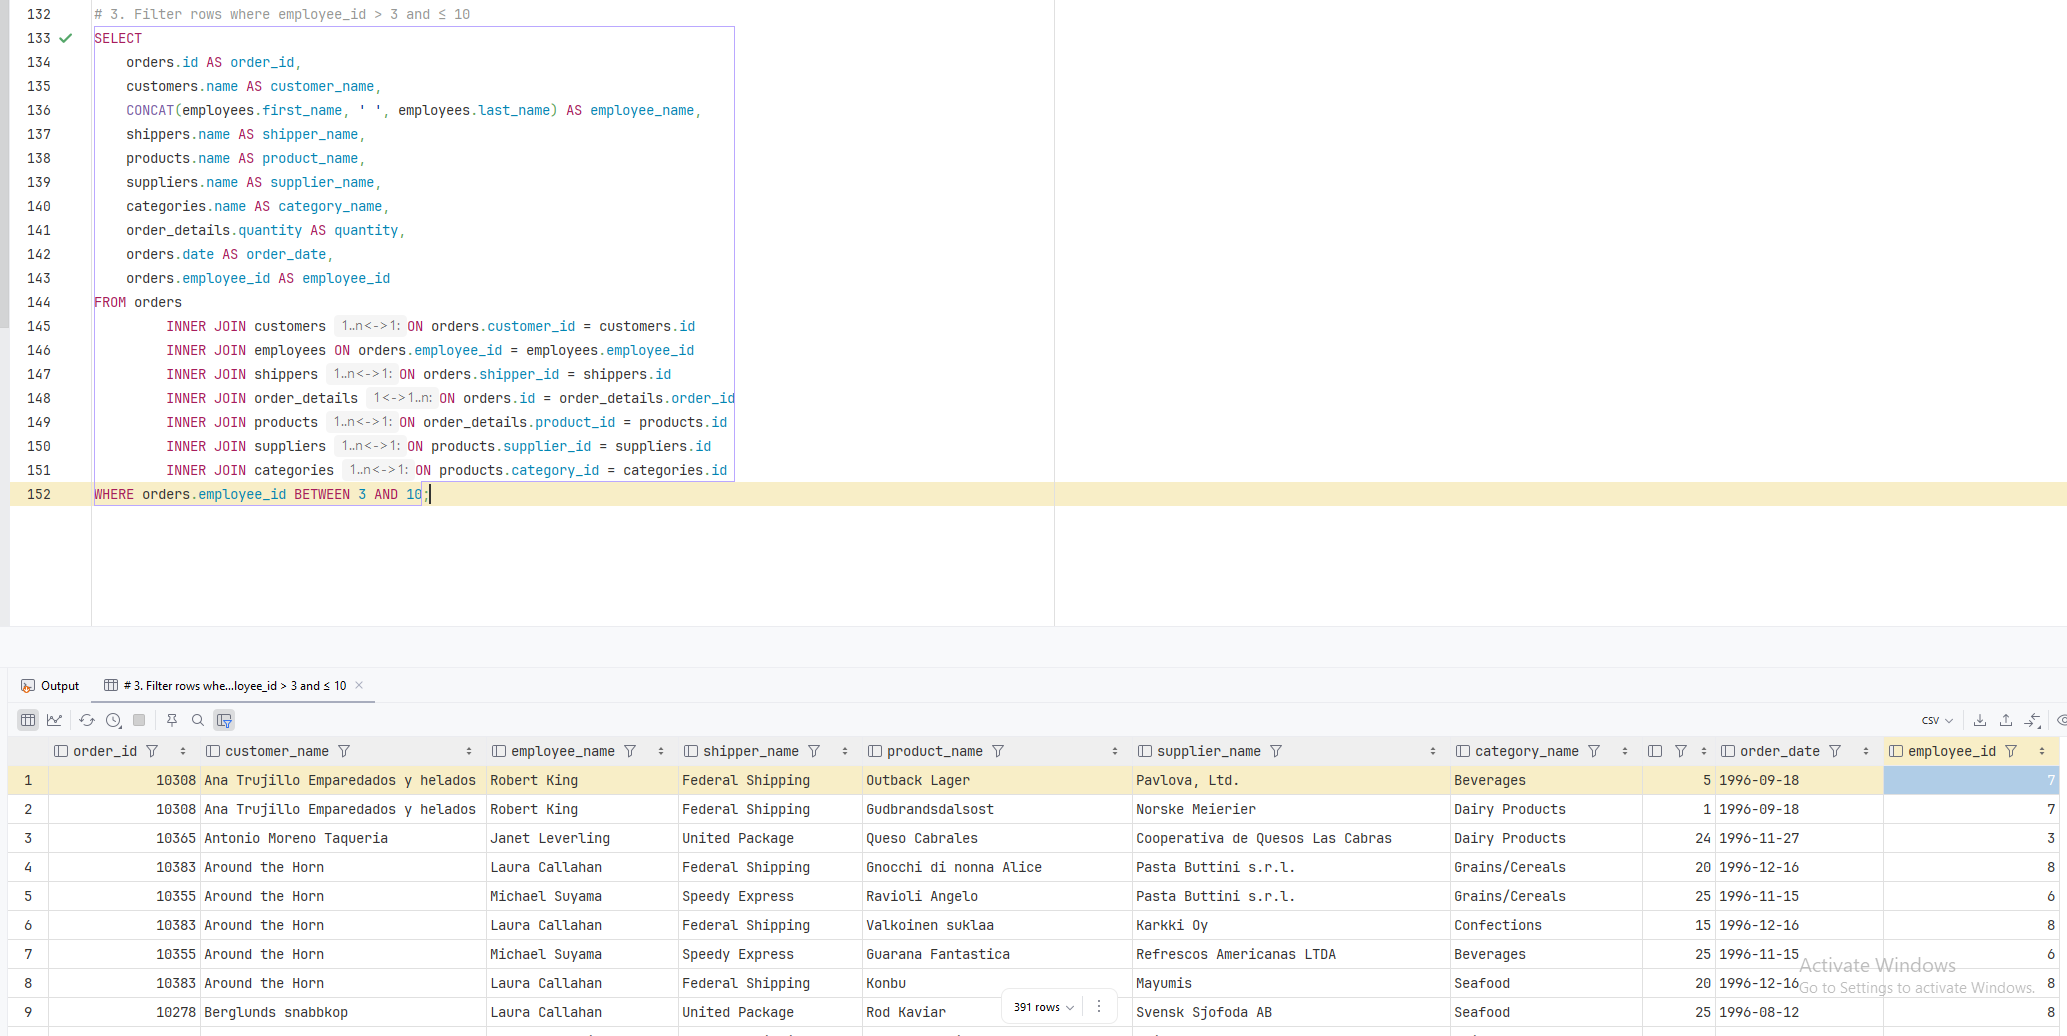 132 # 3. Filter rows where employee_id > 3 and ≤ 10
133 SELECT
134 orders.id AS order_id,
135 customers.name AS customer_name,
136 CONCAT(employees.first_name, ' ', employees.last_name) AS employee_name,
137 shippers.name AS shipper_name,
138 products.name AS product_name,
139 suppliers.name AS supplier_name,
140 categories.name AS category_name,
141 order_details.quantity AS quantity,
142 orders.date AS order_date,
143 orders.employee_id AS employee_id
144 FROM orders
145 INNER JOIN customers 1..n<->1: ON orders.customer_id = customers.id
146 INNER JOIN employees ON orders.employee_id = employees.employee_id
147 INNER JOIN shippers 1..n<->1: ON orders.shipper_id = shippers.id
148 INNER JOIN order_details 1<->1..n: ON orders.id = order_details.order_id
149 INNER JOIN products 1..n<->1: ON order_details.product_id = products.id
150 INNER JOIN suppliers 1..n<->1: ON products.supplier_id = suppliers.id
151 INNER JOIN categories 1..n<->1: ON products.category_id = categories.id
152 WHERE orders.employee_id BETWEEN 3 AND 10;
Output # 3. Filter rows whe...loyee_id > 3 and ≤ 10
CSV
order_id customer_name employee_name shipper_name product_name supplier_name category_name order_date employee_id
1 10308 Ana Trujillo Emparedados y helados Robert King Federal Shipping Outback Lager Pavlova, Ltd. Beverages 5 1996-09-18 7
2 10308 Ana Trujillo Emparedados y helados Robert King Federal Shipping Gudbrandsdalsost Norske Meierier Dairy Products 1 1996-09-18 7
3 10365 Antonio Moreno Taqueria Janet Leverling United Package Queso Cabrales Cooperativa de Quesos Las Cabras Dairy Products 24 1996-11-27 3
4 10383 Around the Horn Laura Callahan Federal Shipping Gnocchi di nonna Alice Pasta Buttini s.r.l. Grains/Cereals 20 1996-12-16 8
5 10355 Around the Horn Michael Suyama Speedy Express Ravioli Angelo Pasta Buttini s.r.l. Grains/Cereals 25 1996-11-15 6
6 10383 Around the Horn Laura Callahan Federal Shipping Valkoinen suklaa Karkki Oy Confections 15 1996-12-16 8
7 10355 Around the Horn Michael Suyama Speedy Express Guarana Fantastica Refrescos Americanas LTDA Beverages 25 1996-11-15 6
Activate Windows
8 10383 Around the Horn Laura Callahan Federal Shipping Konbu Mayumis Seafood 20 1996-12-16 8
Go to Settings to activate Windows.
391 rows
9 10278 Berglunds snabbkop Laura Callahan United Package Rod Kaviar Svensk Sjofoda AB Seafood 25 1996-08-12 8